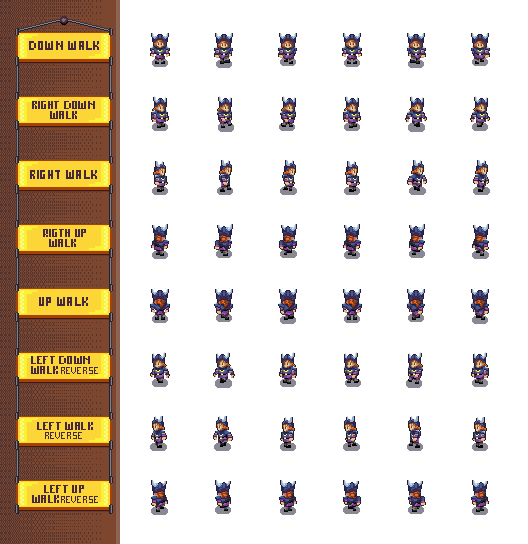 DOWN WALK
RIGHT DOWN
WALK
RIGHT WALK
RIGTH UP
WALK
UP WALK
LEFT DOWN
WALK REVERSE
LEFT WALK
REVERSE
LEFT UP
WALK REVERSE